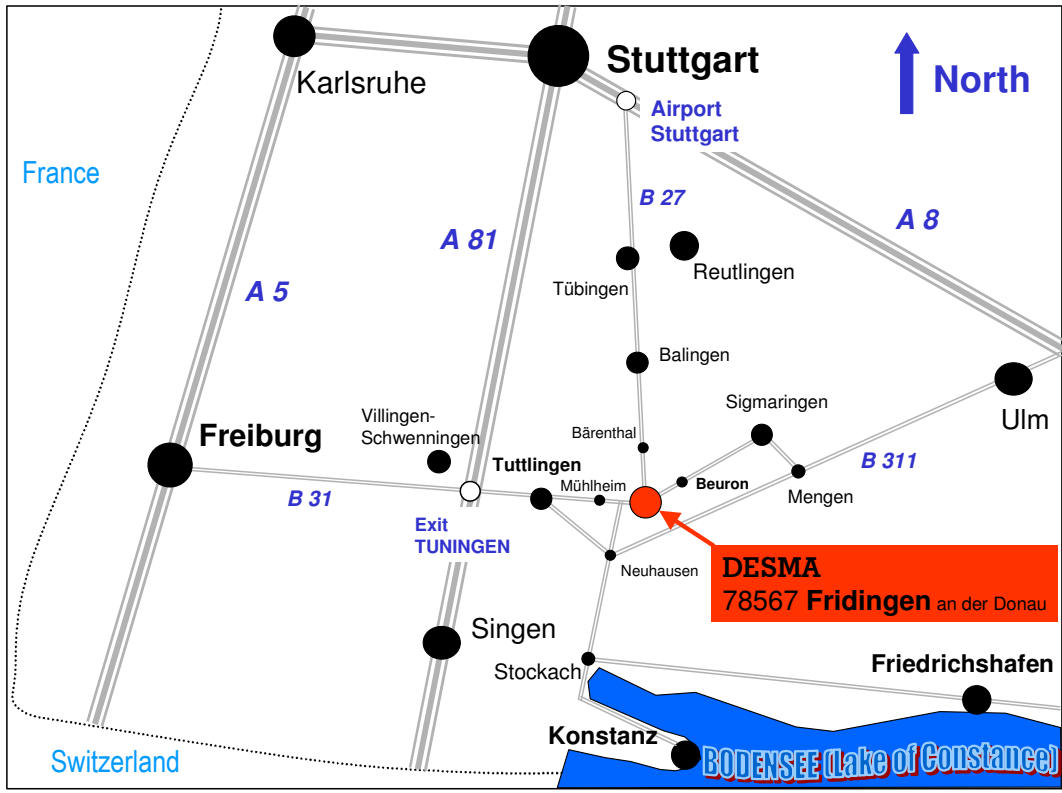 Stuttgart
North
Karlsruhe
Airport
Stuttgart
France
B 27
A 8
A 81
Reutlingen
A 5
Tübingen
Balingen
Sigmaringen
Ulm
Villingen-
Schwenningen
Freiburg
Bärenthal
B 311
Tuttlingen
Mühlheim
Beuron
Mengen
B 31
Exit
TUNINGEN
Neuhausen
DESMA
78567 Fridingen an der Donau
Singen
Stockach
Friedrichshafen
Konstanz
Switzerland
BODENSEE (Lake of Constance)